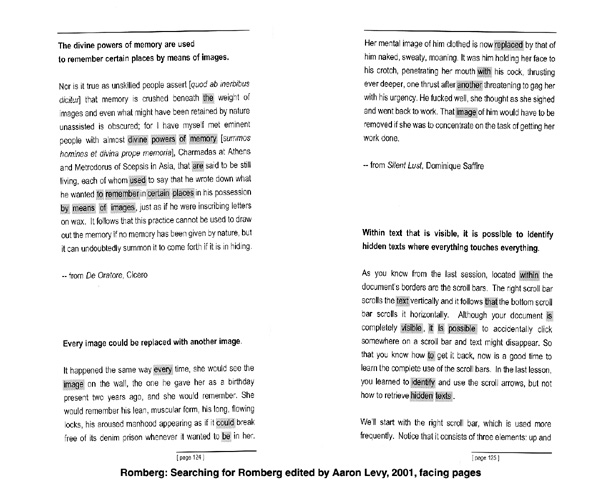 The divine powers of memory are used
to remember certain places by means of images.
Nor is it true as unskilled people assert [quod ab inerbibus
dicitur] that memory is crushed beneath the weight of
images and even what might have been retained by nature
unassisted is obscured; for I have myself met eminent
people with almost divine powers of memory [summos
homines et divina prope memoria], Charmadas at Athens
and Metrodorus of Scepsis in Asia, that are said to be still
living, each of whom used to say that he wrote down what
he wanted to remember in certain places in his possession
by means of images, just as if he were inscribing letters
on wax. It follows that this practice cannot be used to draw
out the memory if no memory has been given by nature, but
it can undoubtedly summon it to come forth if it is in hiding.
-- from De Oratore, Cicero
Every image could be replaced with another image.
It happened the same way every time, she would see the
image on the wall, the one he gave her as a birthday
present two years ago, and she would remember. She
would remember his lean, muscular form, his long, flowing
locks, his aroused manhood appearing as if it could break
free of its denim prison whenever it wanted to be in her.
[ page 124 ]
Her mental image of him clothed is now replaced by that of
him naked, sweaty, moaning. It was him holding her face to
his crotch, penetrating her mouth with his cock, thrusting
ever deeper, one thrust after another threatening to gag her
with his urgency. He fucked well, she thought as she sighed
and went back to work. That image of him would have to be
removed if she was to concentrate on the task of getting her
work done.
-- from Silent Lust, Dominique Saffire
Within text that is visible, it is possible to identify
hidden texts where everything touches everything.
As you know from the last session, located within the
document's borders are the scroll bars. The right scroll bar
scrolls the text vertically and it follows that the bottom scroll
bar scrolls it horizontally. Although your document is
completely visible, it is possible to accidentally click
somewhere on a scroll bar and text might disappear. So
that you know how to get it back, now is a good time to
learn the complete use of the scroll bars. In the last lesson,
you learned to identify and use the scroll arrows, but not
how to retrieve hidden texts.
We'll start with the right scroll bar, which is used more
frequently. Notice that it consists of three elements: up and
[ page 125 ]
Romberg: Searching for Romberg edited by Aaron Levy, 2001, facing pages